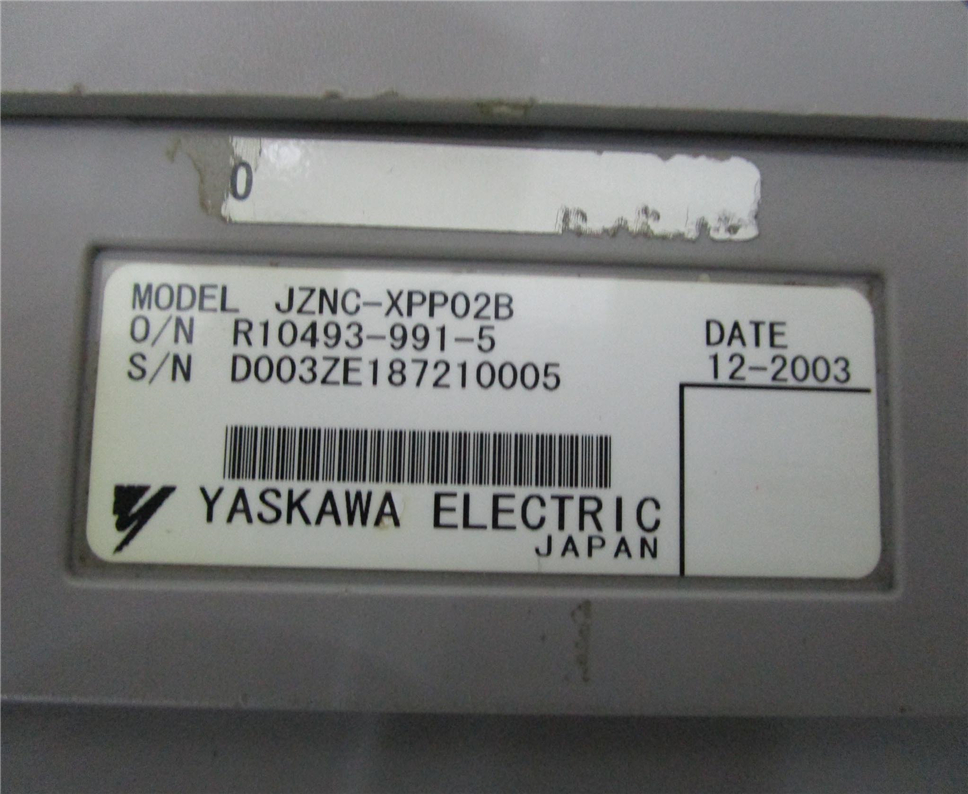 0
MODEL JZNC-XPP02B
O/N R10493-991-5
S/N D003ZE187210005
DATE
12-2003
YASKAWA ELECTRIC
JAPAN